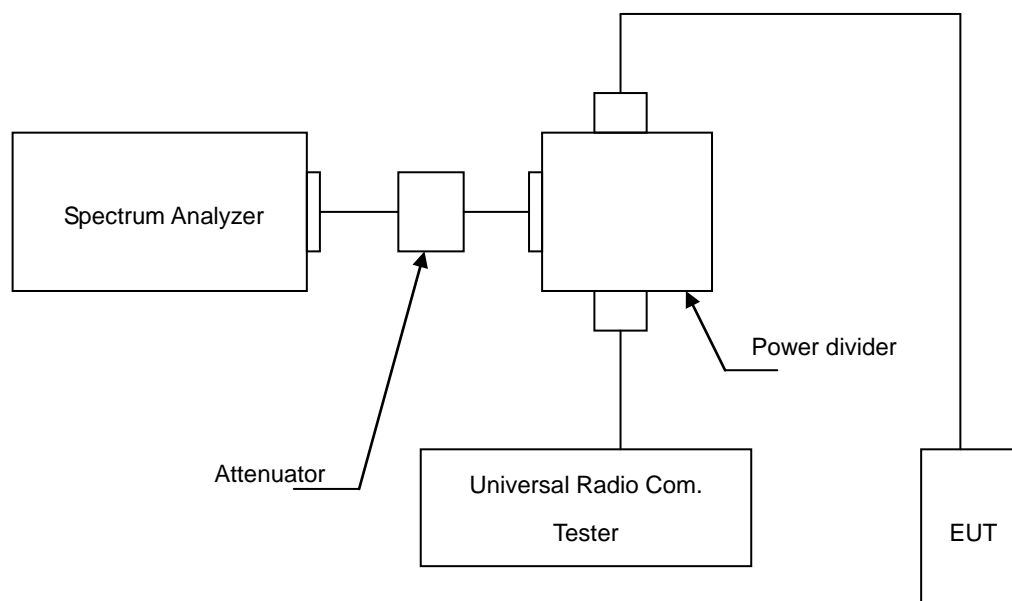 Spectrum Analyzer
Power divider
Attenuator
Universal Radio Com.
Tester
EUT